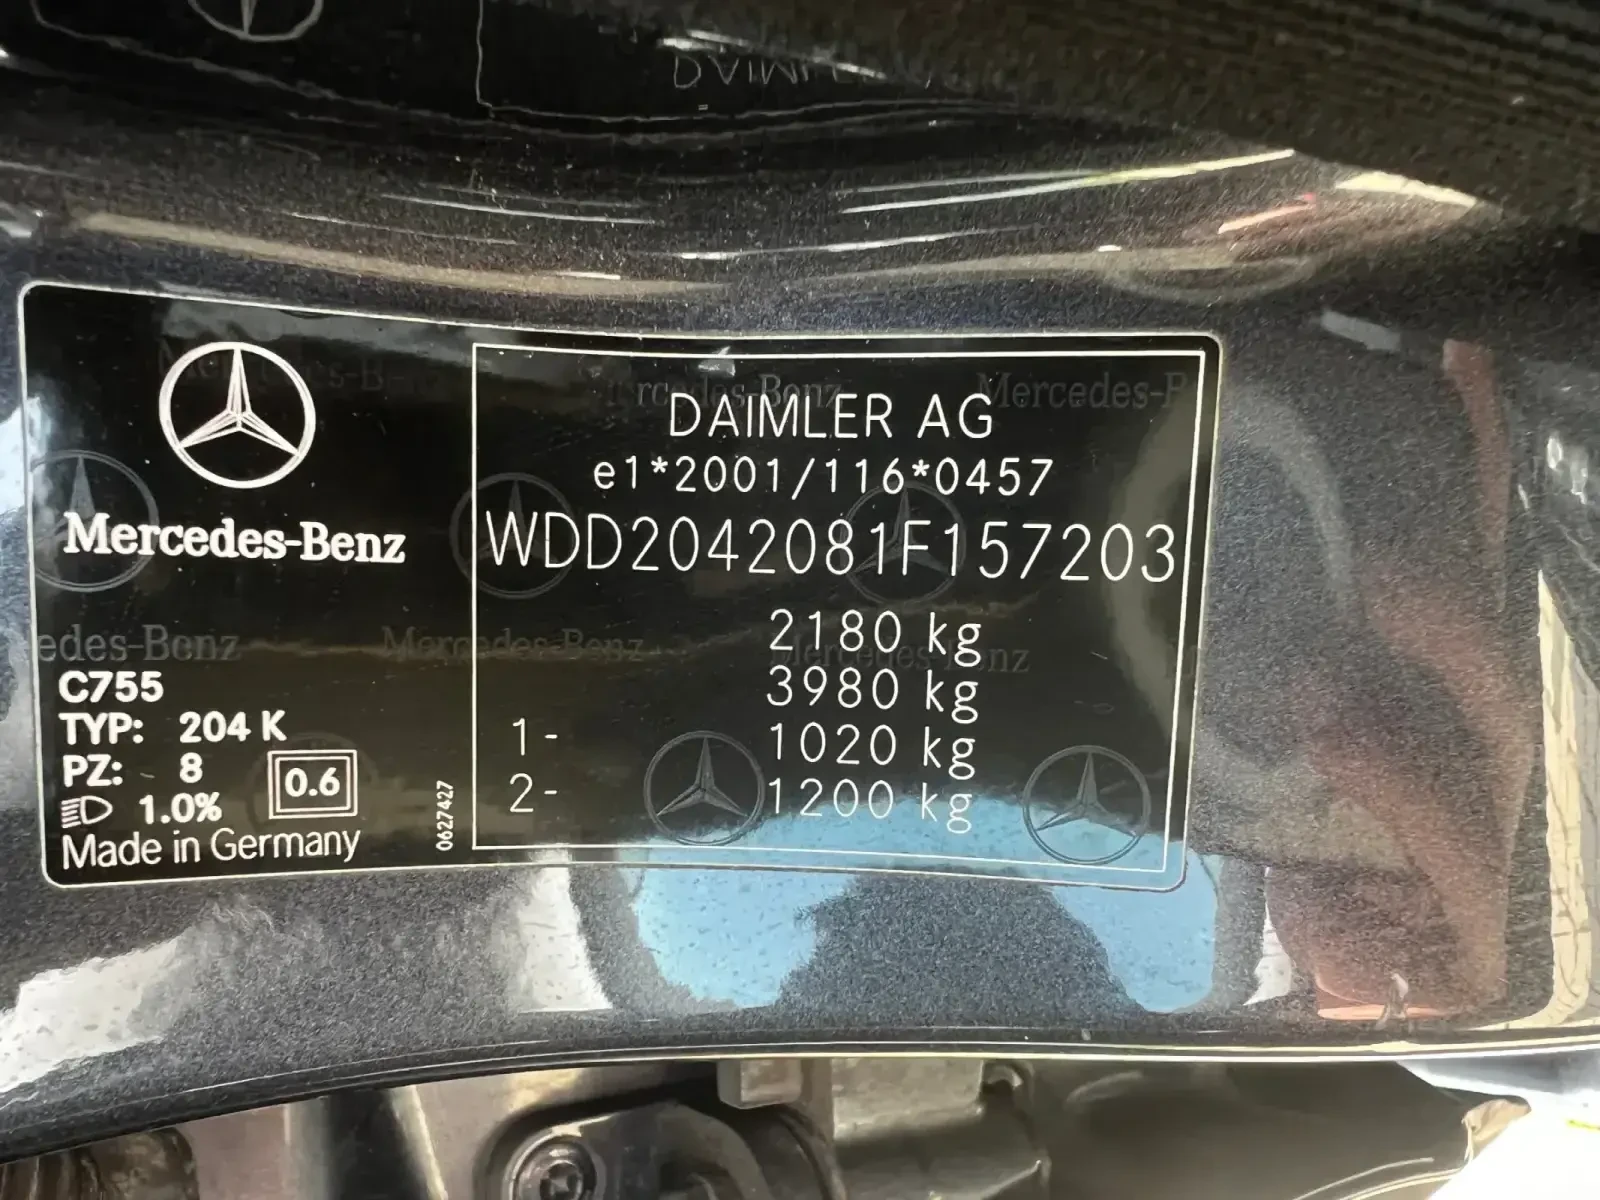 Mercedes-Benz
C755
TYP: 204 K
PZ: 8
0.6
1.0%
Made in Germany
0627427
DAIMLER AG
e1*2001/116*0457
WDD2042081F157203
2180 kg
3980 kg
1- 1020 kg
2- 1200 kg